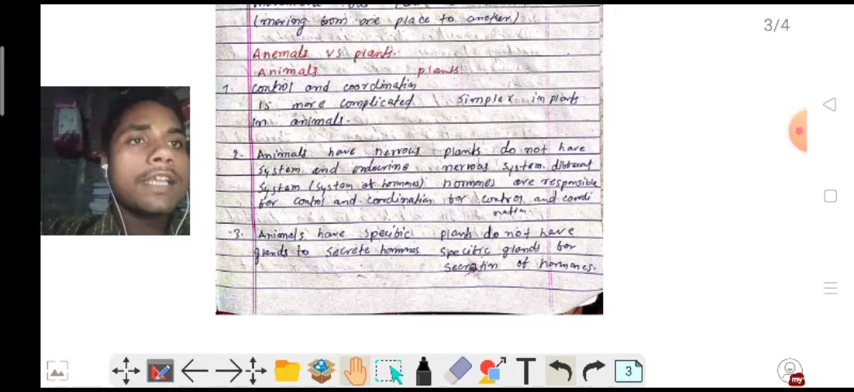 3/4
(moving from one place to another)
Anemals vs plants.
Animals plants
1. control and coordination
is more complicated simplex in plants
in animals.
2. Animals have nervous plants do not have
system and endocrine nervous system. different
system (system of hormones) hormones are responsible
for control and coordination for control and coordi
nation
3. Animals have specific plants do not have
glands to secrete hormones specific glands for
secretion of hormones.
T
3
my